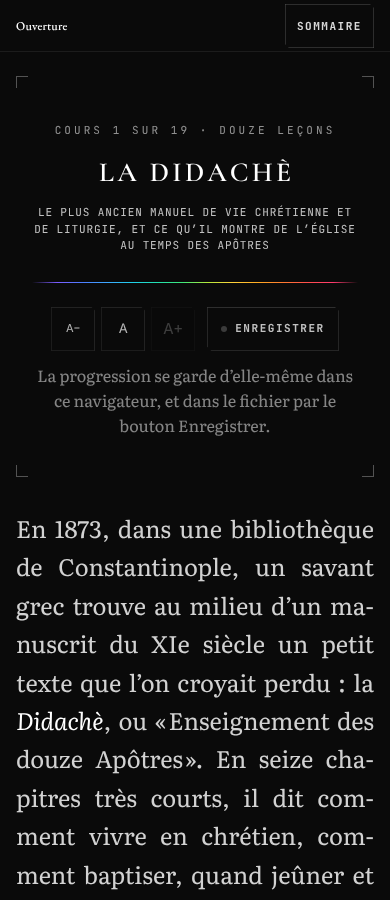 Ouverture
SOMMAIRE
COURS 1 SUR 19 · DOUZE LEÇONS
LA DIDACHÈ
LE PLUS ANCIEN MANUEL DE VIE CHRÉTIENNE ET
DE LITURGIE, ET CE QU’IL MONTRE DE L’ÉGLISE
AU TEMPS DES APÔTRES
A− A A+ ENREGISTRER
La progression se garde d’elle-même dans
ce navigateur, et dans le fichier par le
bouton Enregistrer.
En 1873, dans une bibliothèque
de Constantinople, un savant
grec trouve au milieu d’un ma-
nuscrit du XIe siècle un petit
texte que l’on croyait perdu : la
Didachè, ou « Enseignement des
douze Apôtres ». En seize cha-
pitres très courts, il dit com-
ment vivre en chrétien, com-
ment baptiser, quand jeûner et